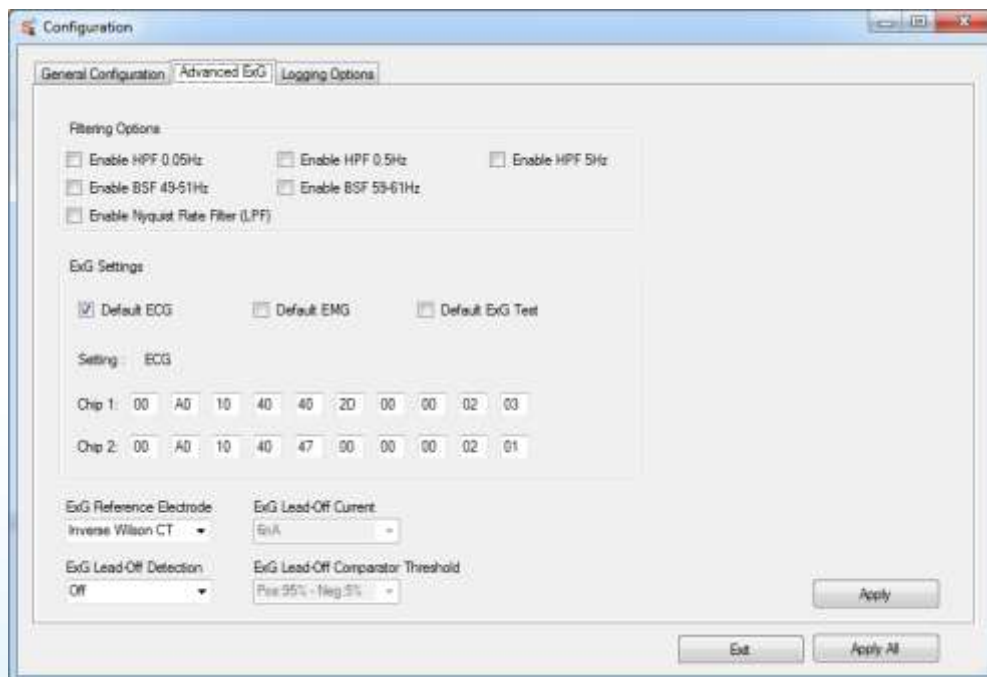 Configuration
General Configuration Advanced ExG Logging Options
Filtering Options
Enable HPF 0.05Hz Enable HPF 0.5Hz Enable HPF 5Hz
Enable BSF 49-51Hz Enable BSF 59-61Hz
Enable Nyquist Rate Filter (LPF)
ExG Settings
Default ECG Default EMG Default ExG Test
Setting: ECG
Chip 1: 00 A0 10 40 40 2D 00 00 02 03
Chip 2: 00 A0 10 40 47 00 00 00 02 01
ExG Reference Electrode ExG Lead-Off Current
Inverse Wilson CT 6nA
ExG Lead-Off Detection ExG Lead-Off Comparator Threshold
Off Pos:95% - Neg:5%
Apply
Exit Apply All